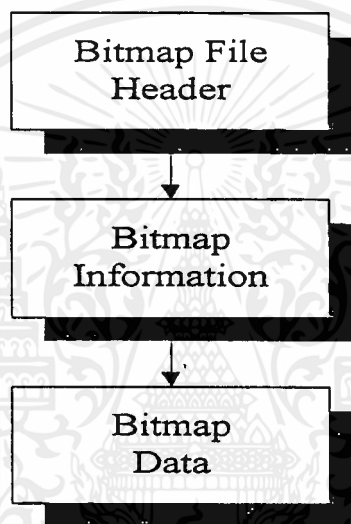 Bitmap File
Header
Bitmap
Information
Bitmap
Data